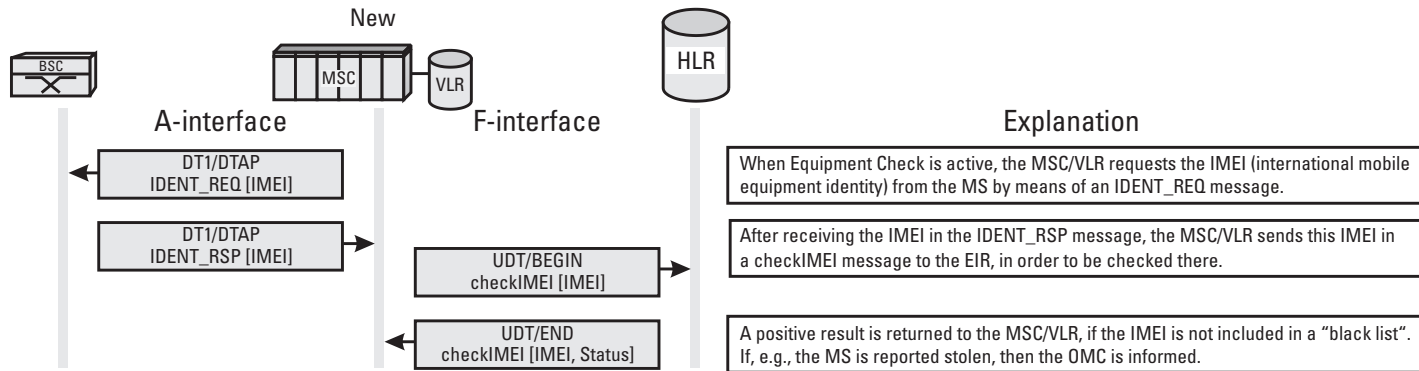 New
BSC
MSC
VLR
HLR
A-interface
F-interface
Explanation
DT1/DTAP
IDENT_REQ [IMEI]
When Equipment Check is active, the MSC/VLR requests the IMEI (international mobile
equipment identity) from the MS by means of an IDENT_REQ message.
DT1/DTAP
IDENT_RSP [IMEI]
After receiving the IMEI in the IDENT_RSP message, the MSC/VLR sends this IMEI in
a checkIMEI message to the EIR, in order to be checked there.
UDT/BEGIN
checkIMEI [IMEI]
UDT/END
checkIMEI [IMEI, Status]
A positive result is returned to the MSC/VLR, if the IMEI is not included in a “black list“.
If, e.g., the MS is reported stolen, then the OMC is informed.